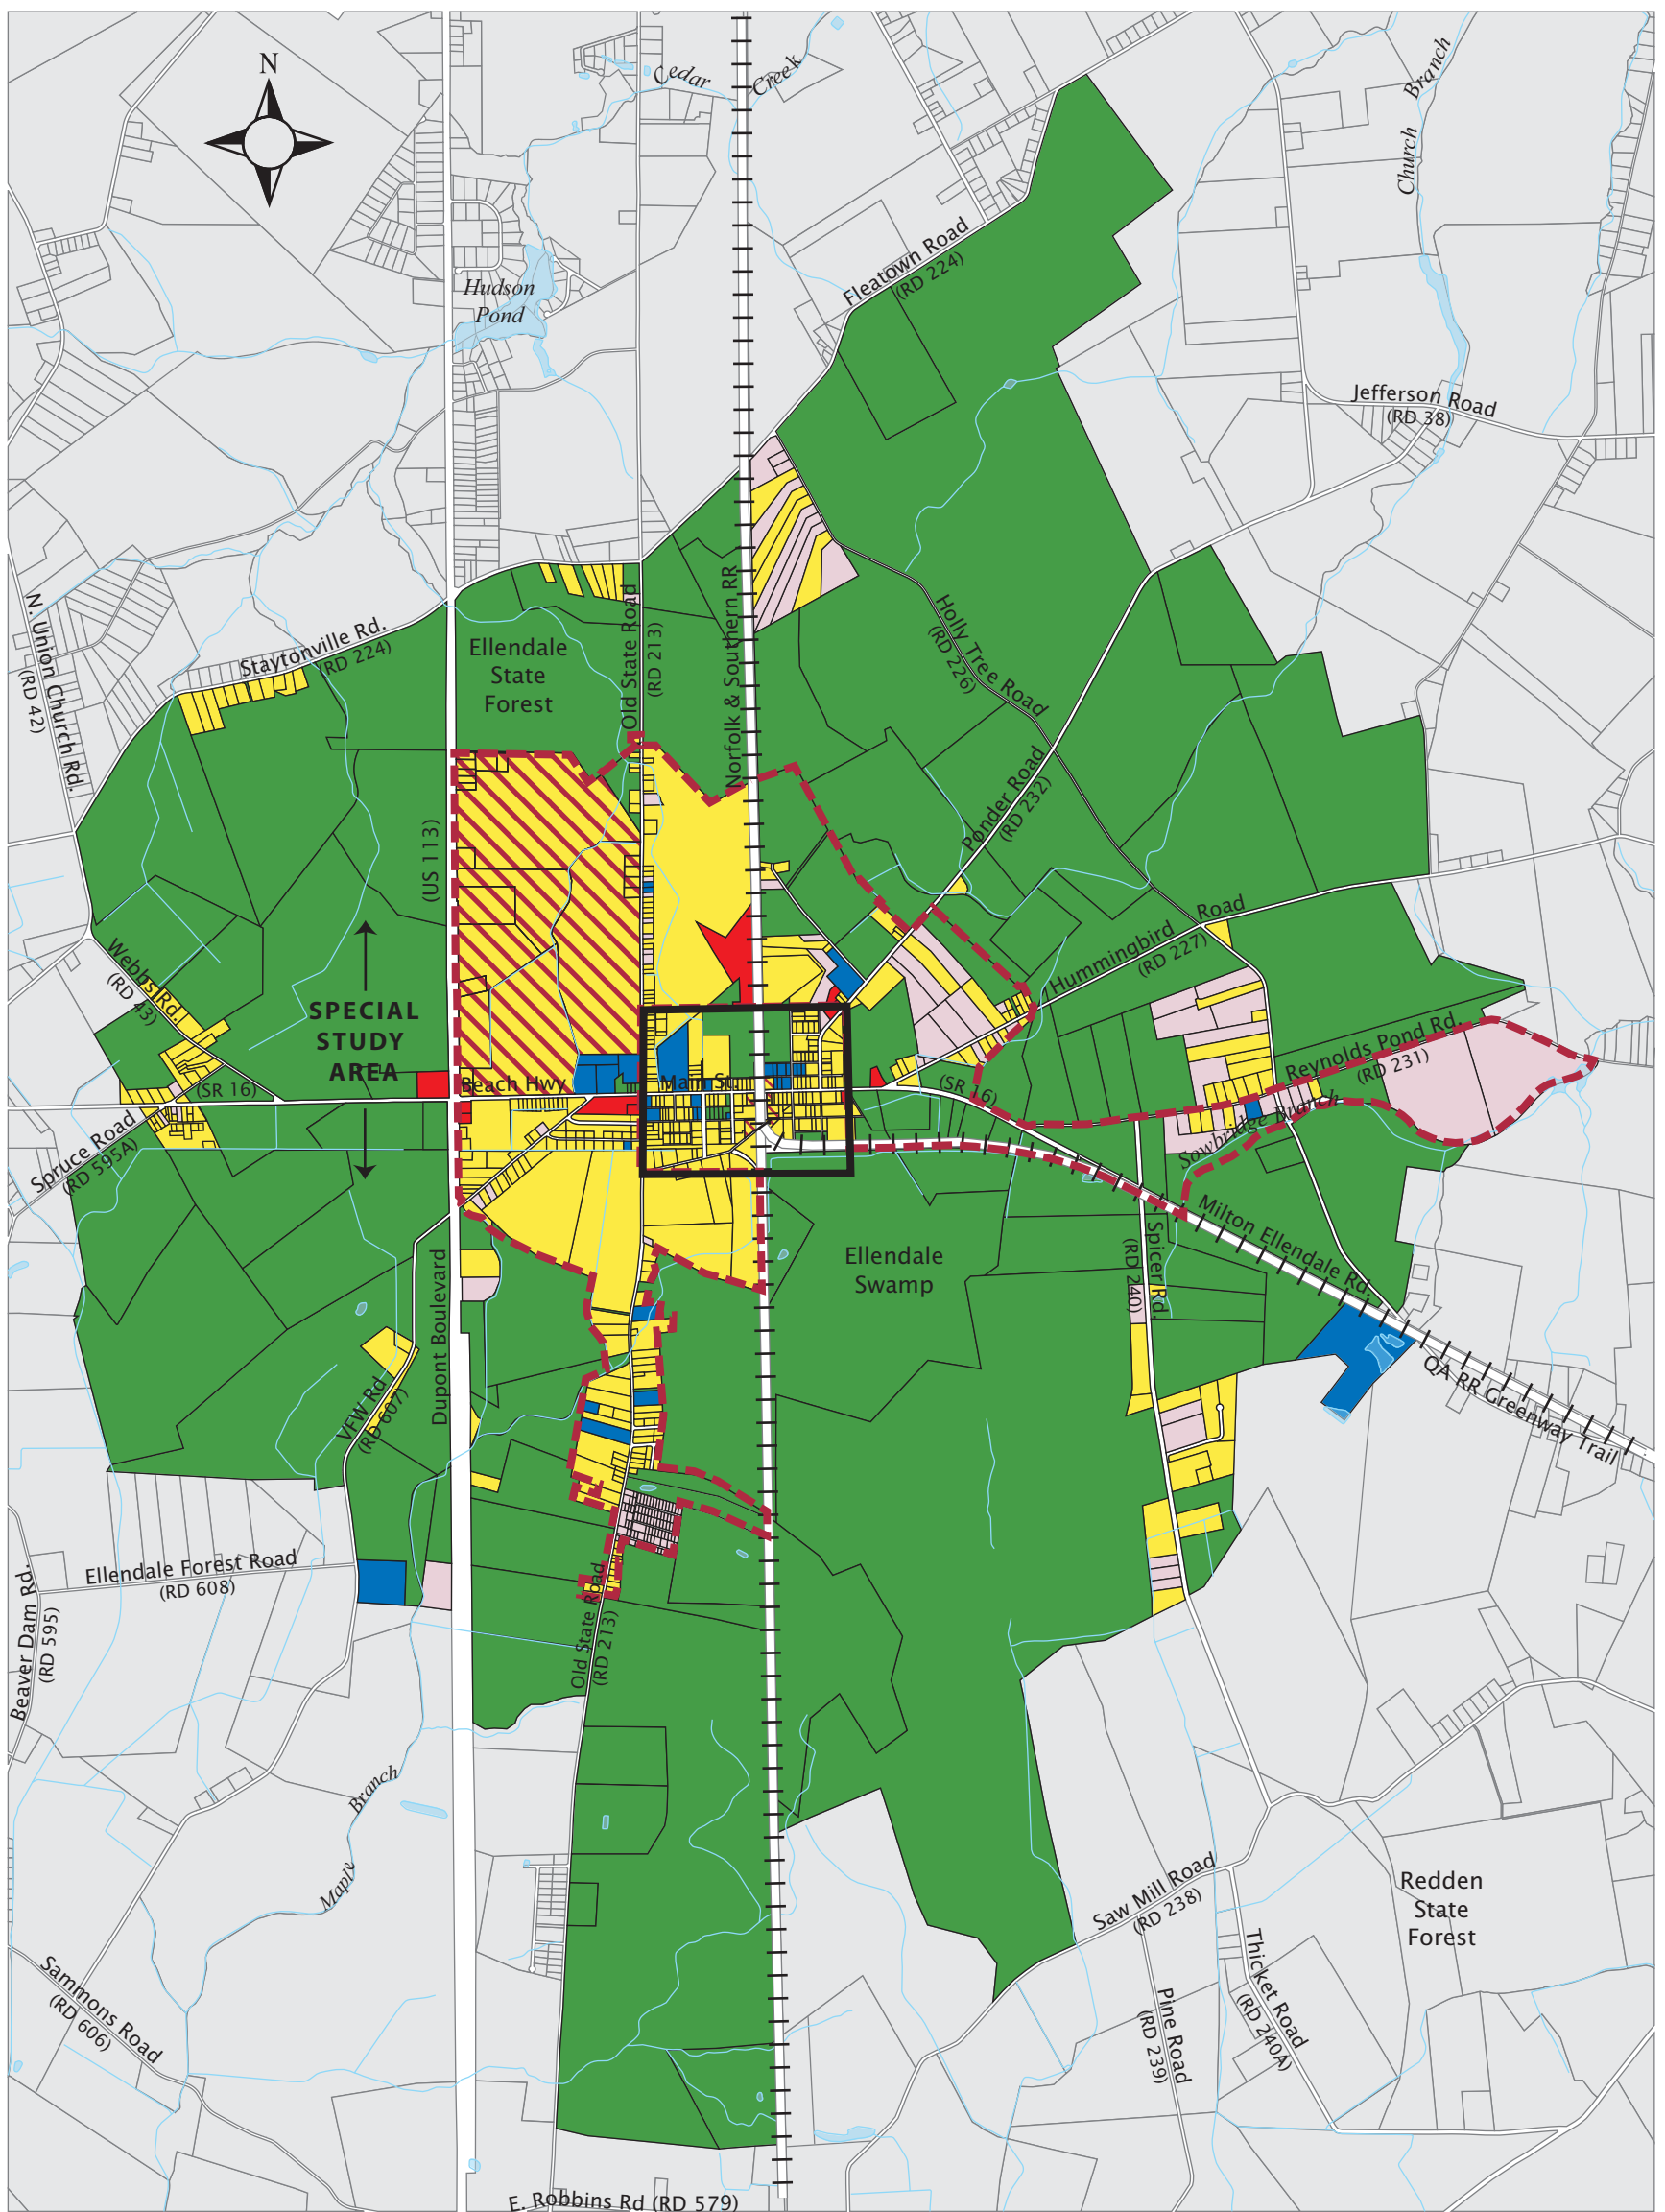 N
Cedar
Creek
Church
Branch
Hudson
Pond
Fleatown Road
(RD 224)
Jefferson Road
(RD 38)
N. Union Church Rd.
(RD 42)
Staytonville Rd.
(RD 224)
Ellendale
State
Forest
Old State Road
(RD 213)
Norfolk & Southern RR
Holly Tree Road
(RD 226)
Ponder Road
(RD 232)
(US 113)
Hummingbird Road
(RD 227)
Webbs Rd.
(RD 43)
SPECIAL
STUDY
AREA
(SR 16)
Beach Hwy
Main St.
(SR 16)
Reynolds Pond Rd.
(RD 231)
Sowbridge Branch
Spruce Road
(RD 595A)
Milton Ellendale Rd.
Ellendale
Swamp
Spicer Rd.
(RD 240)
Dupont Boulevard
VFW Rd
(RD 607)
QA RR Greenway Trail
Ellendale Forest Road
(RD 608)
Beaver Dam Rd.
(RD 595)
Old State Road
(RD 213)
Branch
Maple
Saw Mill Road
(RD 238)
Redden
State
Forest
Sammons Road
(RD 606)
Pine Road
(RD 239)
Thicket Road
(RD 240A)
E. Robbins Rd (RD 579)